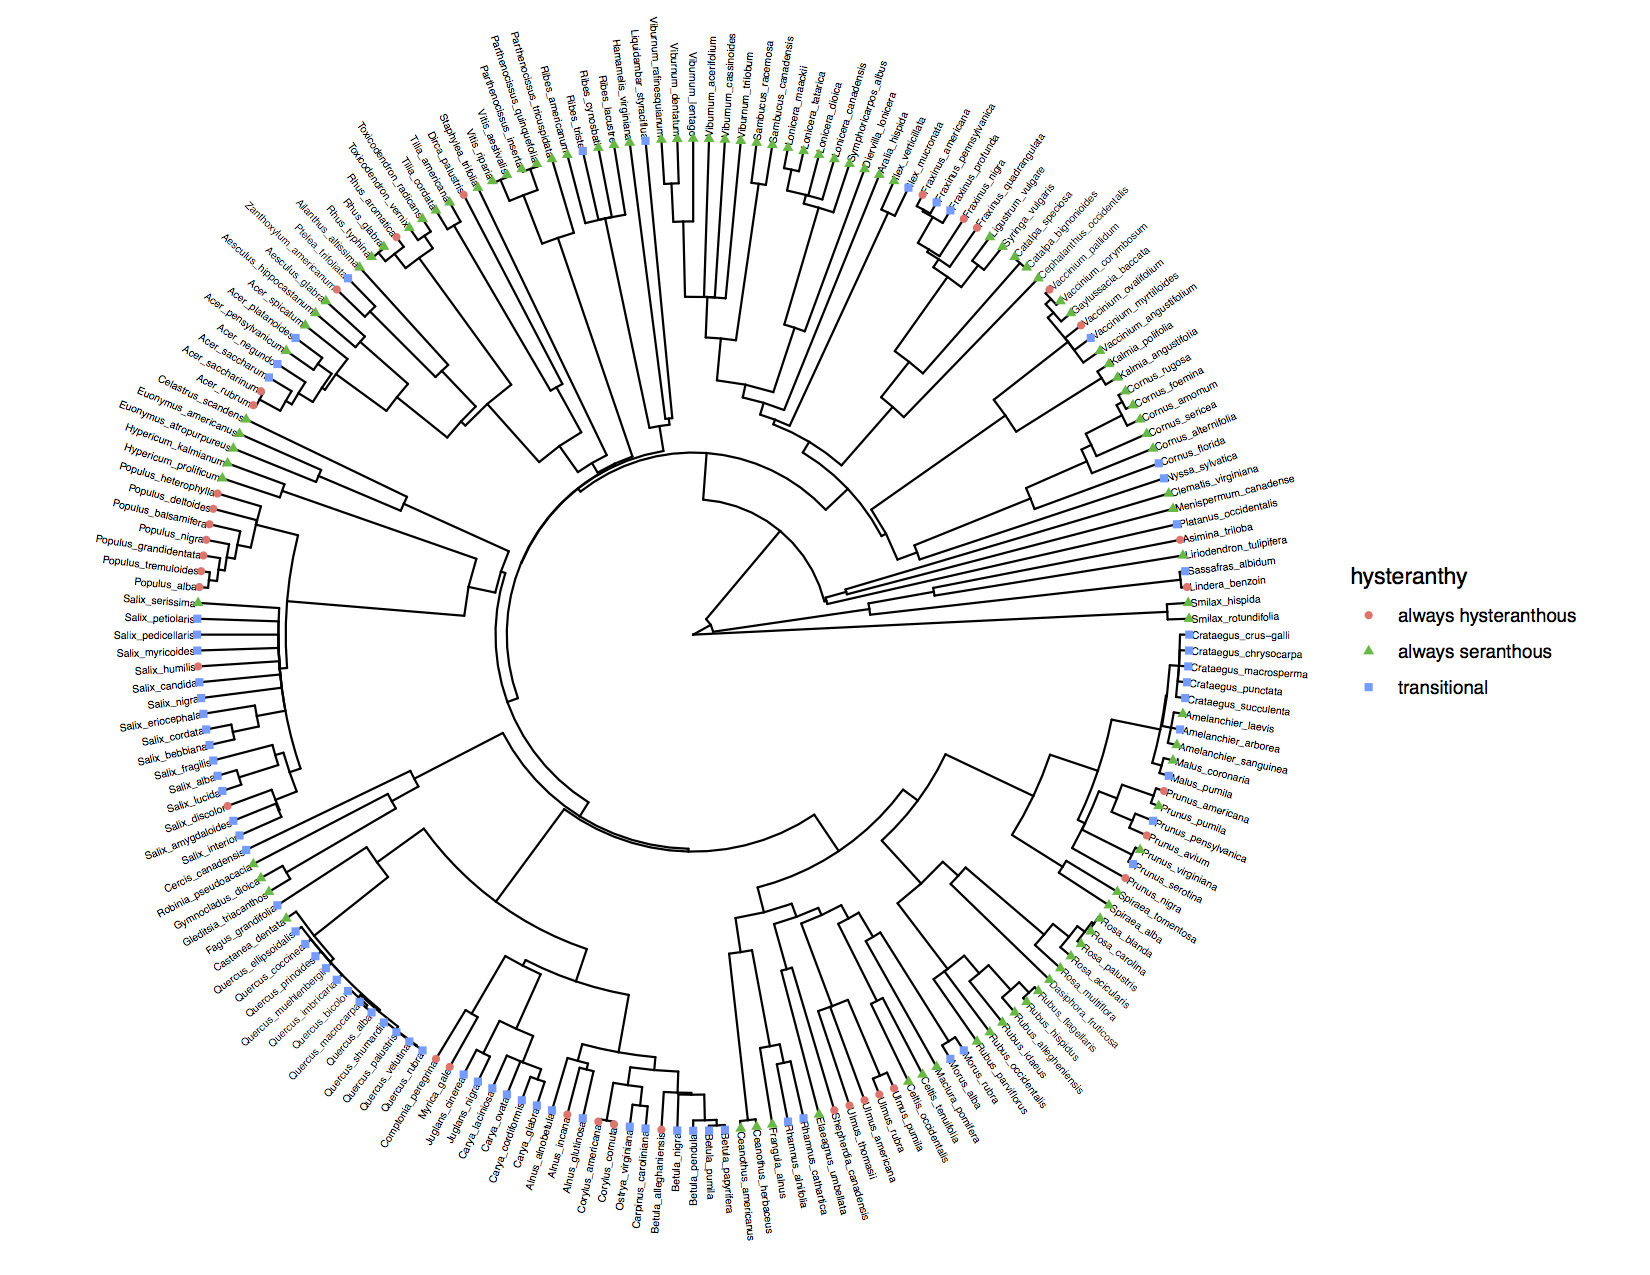 Viburnum_rafinesquianum
Viburnum_dentatum
Viburnum_lentago
Viburnum_acerifolium
Viburnum_cassinoides
Viburnum_trilobum
Sambucus_racemosa
Sambucus_canadensis
Lonicera_maackii
Lonicera_tatarica
Lonicera_dioica
Lonicera_canadensis
Symphoricarpos_albus
Diervilla_lonicera
Aralia_hispida
Ilex_verticillata
Ilex_mucronata
Fraxinus_americana
Fraxinus_pennsylvanica
Fraxinus_profunda
Fraxinus_nigra
Fraxinus_quadrangulata
Ligustrum_vulgare
Syringa_vulgaris
Catalpa_speciosa
Catalpa_bignonioides
Cephalanthus_occidentalis
Vaccinium_pallidum
Vaccinium_corymbosum
Gaylussacia_baccata
Vaccinium_ovalifolium
Vaccinium_myrtilloides
Vaccinium_angustifolium
Kalmia_polifolia
Kalmia_angustifolia
Cornus_rugosa
Cornus_foemina
Cornus_amomum
Cornus_sericea
Cornus_alternifolia
Cornus_florida
Nyssa_sylvatica
Clematis_virginiana
Menispermum_canadense
Platanus_occidentalis
Asimina_triloba
Liriodendron_tulipifera
Sassafras_albidum
Lindera_benzoin
Smilax_hispida
Smilax_rotundifolia
Crataegus_crus−galli
Crataegus_chrysocarpa
Crataegus_macrosperma
Crataegus_punctata
Crataegus_succulenta
Amelanchier_laevis
Amelanchier_arborea
Amelanchier_sanguinea
Malus_coronaria
Malus_pumila
Prunus_americana
Prunus_pumila
Prunus_pensylvanica
Prunus_avium
Prunus_virginiana
Prunus_serotina
Prunus_nigra
Spiraea_tomentosa
Spiraea_alba
Rosa_blanda
Rosa_carolina
Rosa_palustris
Rosa_acicularis
Rosa_multiflora
Dasiphora_fruticosa
Rubus_flagellaris
Rubus_hispidus
Rubus_allegheniensis
Rubus_idaeus
Rubus_occidentalis
Rubus_parviflorus
Morus_rubra
Morus_alba
Maclura_pomifera
Celtis_tenuifolia
Celtis_occidentalis
Ulmus_pumila
Ulmus_rubra
Ulmus_americana
Ulmus_thomasii
Shepherdia_canadensis
Elaeagnus_umbellata
Rhamnus_cathartica
Rhamnus_alnifolia
Frangula_alnus
Ceanothus_herbaceus
Ceanothus_americanus
Betula_papyrifera
Betula_pumila
Betula_pendula
Betula_nigra
Betula_alleghaniensis
Carpinus_caroliniana
Ostrya_virginiana
Corylus_cornuta
Corylus_americana
Alnus_glutinosa
Alnus_incana
Alnus_alnobetula
Carya_glabra
Carya_cordiformis
Carya_ovata
Carya_laciniosa
Juglans_nigra
Juglans_cinerea
Myrica_gale
Comptonia_peregrina
Quercus_rubra
Quercus_velutina
Quercus_palustris
Quercus_shumardii
Quercus_alba
Quercus_macrocarpa
Quercus_bicolor
Quercus_imbricaria
Quercus_muehlenbergii
Quercus_prinoides
Quercus_coccinea
Quercus_ellipsoidalis
Castanea_dentata
Fagus_grandifolia
Gleditsia_triacanthos
Gymnocladus_dioica
Robinia_pseudoacacia
Cercis_canadensis
Salix_interior
Salix_amygdaloides
Salix_discolor
Salix_lucida
Salix_alba
Salix_fragilis
Salix_bebbiana
Salix_cordata
Salix_eriocephala
Salix_nigra
Salix_candida
Salix_humilis
Salix_myricoides
Salix_pedicellaris
Salix_petiolaris
Salix_serissima
Populus_alba
Populus_tremuloides
Populus_grandidentata
Populus_nigra
Populus_balsamifera
Populus_deltoides
Populus_heterophylla
Hypericum_prolificum
Hypericum_kalmianum
Euonymus_atropurpureus
Euonymus_americanus
Celastrus_scandens
Acer_rubrum
Acer_saccharinum
Acer_saccharum
Acer_negundo
Acer_pensylvanicum
Acer_platanoides
Acer_spicatum
Aesculus_hippocastanum
Aesculus_glabra
Zanthoxylum_americanum
Ptelea_trifoliata
Ailanthus_altissima
Rhus_typhina
Rhus_glabra
Rhus_aromatica
Toxicodendron_vernix
Toxicodendron_radicans
Tilia_cordata
Tilia_americana
Dirca_palustris
Staphylea_trifolia
Vitis_riparia
Vitis_aestivalis
Parthenocissus_inserta
Parthenocissus_quinquefolia
Parthenocissus_tricuspidata
Ribes_americanum
Ribes_triste
Ribes_cynosbati
Ribes_lacustre
Hamamelis_virginiana
Liquidambar_styraciflua
hysteranthy
always hysteranthous
always seranthous
transitional